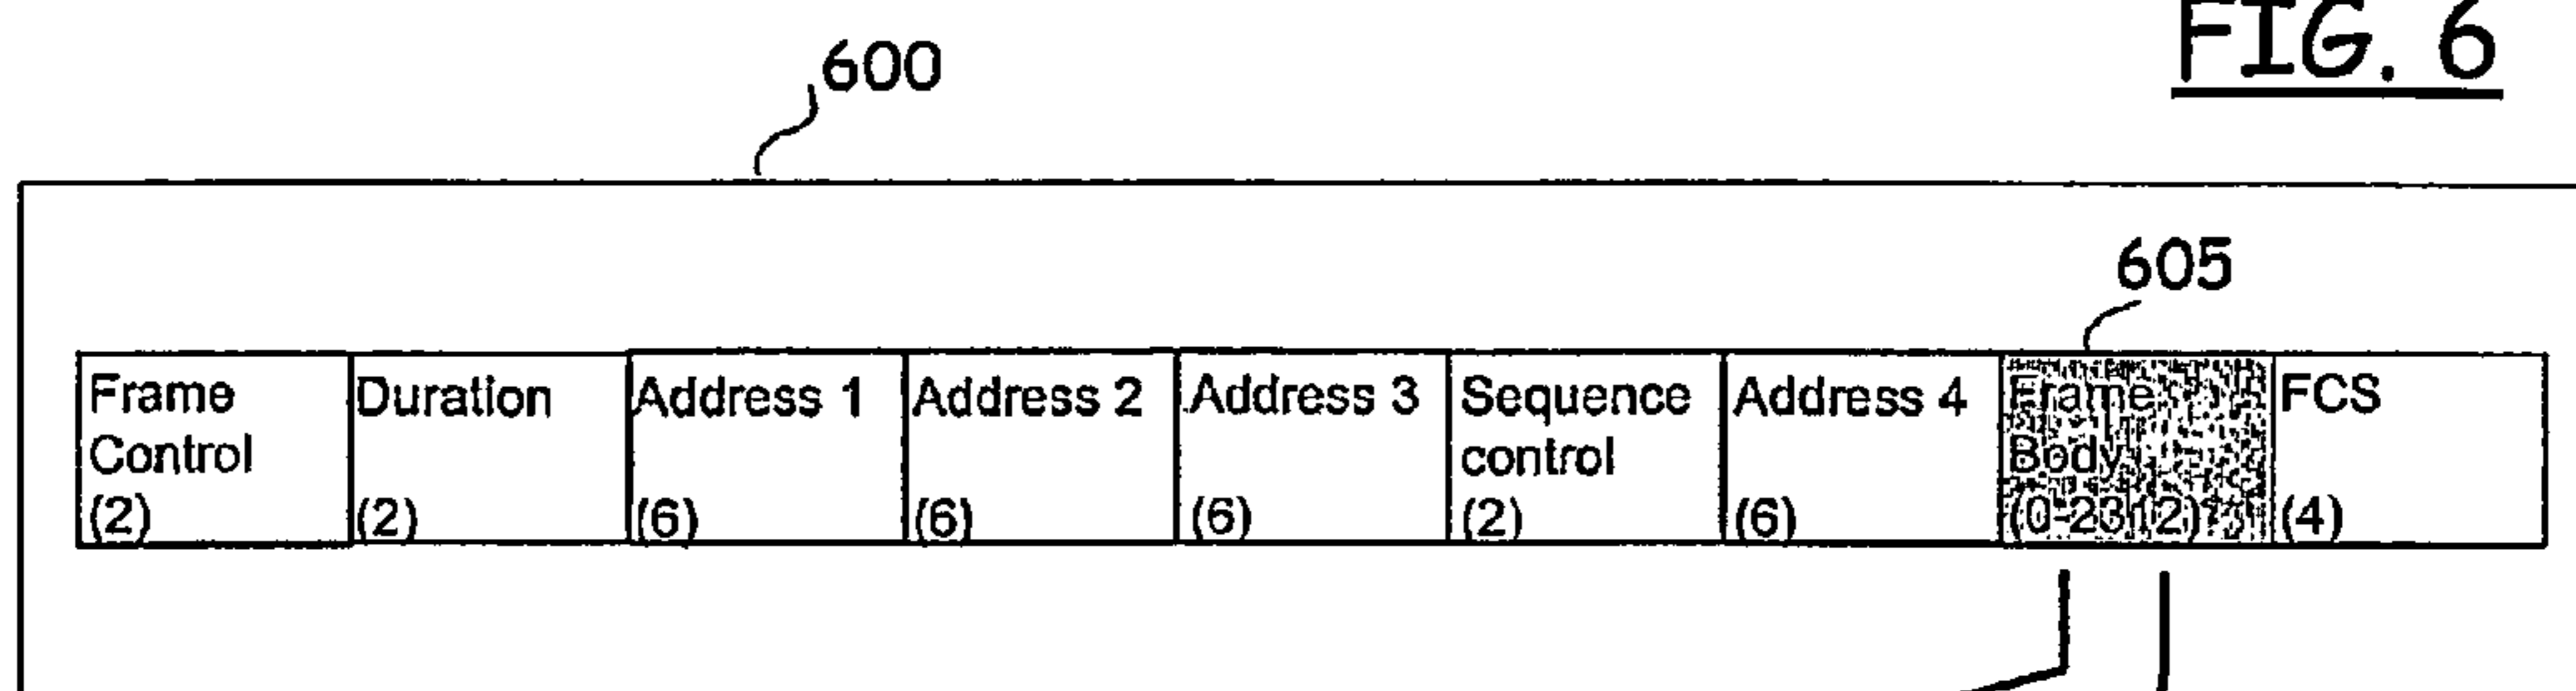 FIG. 6
600
605
Frame Control (2)
Duration (2)
Address 1 (6)
Address 2 (6)
Address 3 (6)
Sequence control (2)
Address 4 (6)
Frame Body (0-2312)
FCS (4)